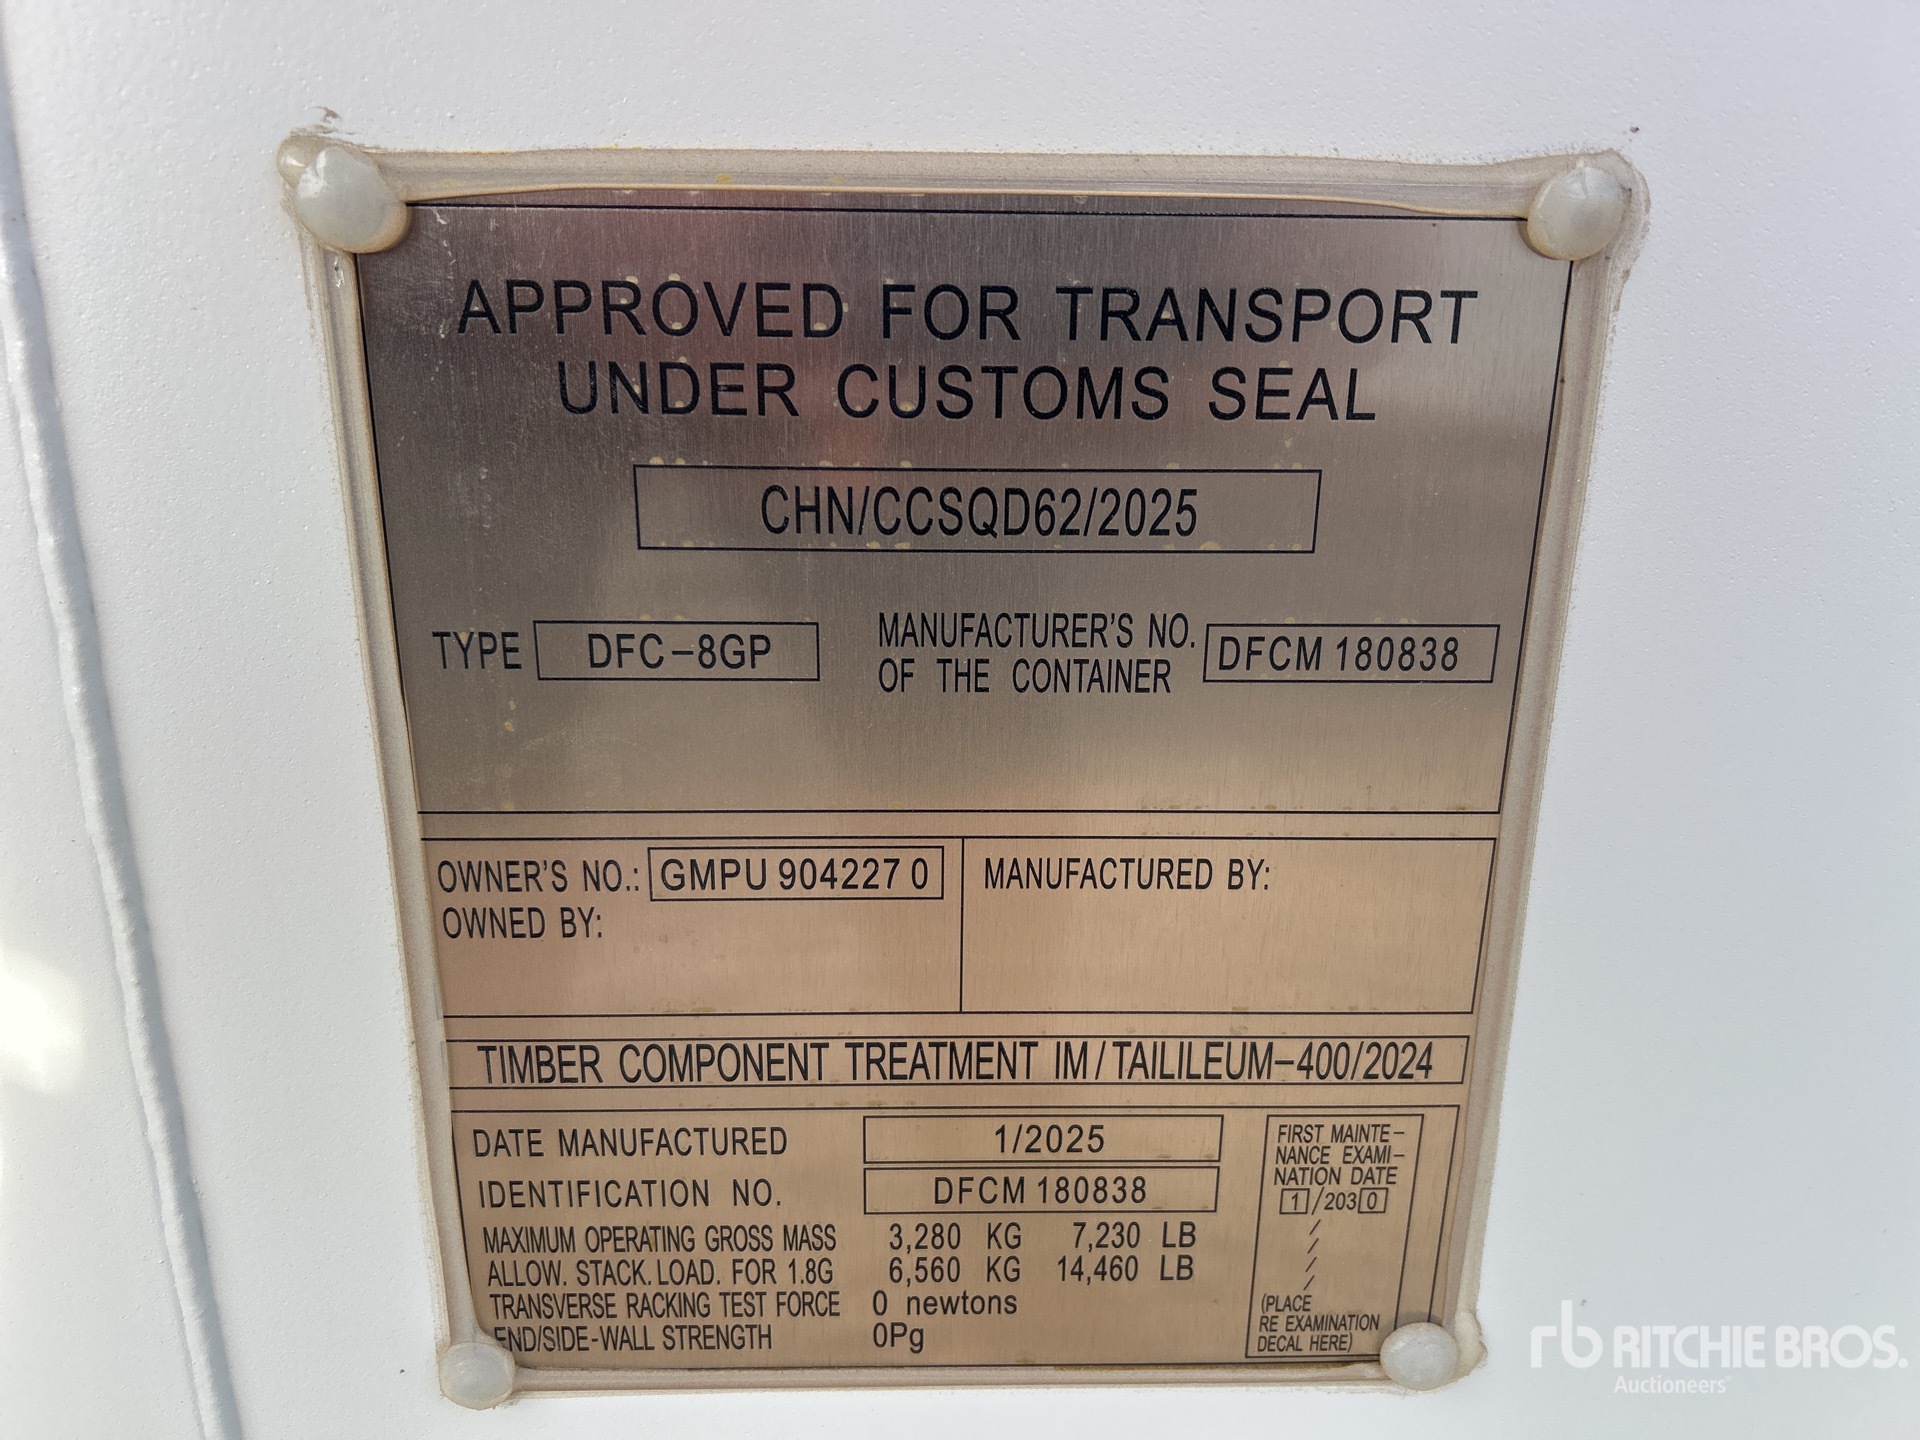 APPROVED FOR TRANSPORT
UNDER CUSTOMS SEAL
CHN/CCSQD62/2025
TYPE DFC-8GP
MANUFACTURER'S NO.
OF THE CONTAINER
DFCM 180838
OWNER'S NO.: GMPU 904227 0
OWNED BY:
MANUFACTURED BY:
TIMBER COMPONENT TREATMENT IM/TAILILEUM-400/2024
DATE MANUFACTURED 1/2025
IDENTIFICATION NO. DFCM 180838
MAXIMUM OPERATING GROSS MASS 3,280 KG 7,230 LB
ALLOW. STACK. LOAD. FOR 1.8G 6,560 KG 14,460 LB
TRANSVERSE RACKING TEST FORCE 0 newtons
END/SIDE-WALL STRENGTH 0Pg
FIRST MAINTE-
NANCE EXAMI-
NATION DATE
1/2030
/
/
/
/
(PLACE
RE EXAMINATION
DECAL HERE)
rb RITCHIE BROS.
Auctioneers